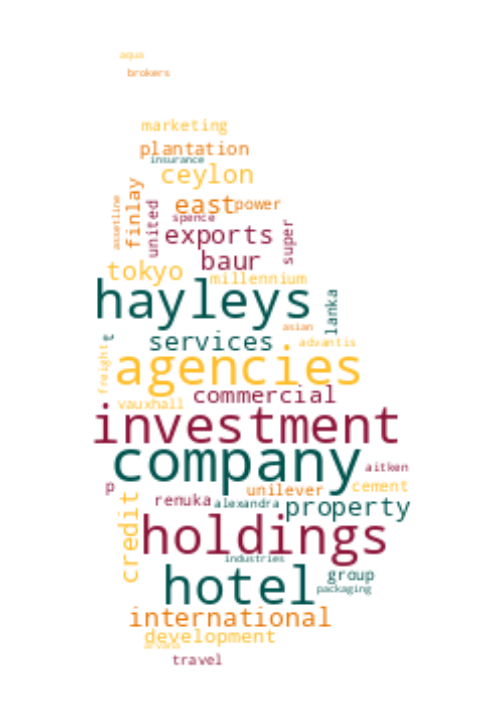 aqua
brokers
marketing
plantation
insurance
ceylon
assetline
finlay
united
east
power
spence
exports
super
baur
tokyo
millennium
hayleys
lanka
asian
t
services
advantis
freight
agencies
commercial
vauxhall
investment
company
aitken
p
credit
unilever
cement
renuka
alexandra
property
holdings
industries
hotel
group
packaging
international
development
travel